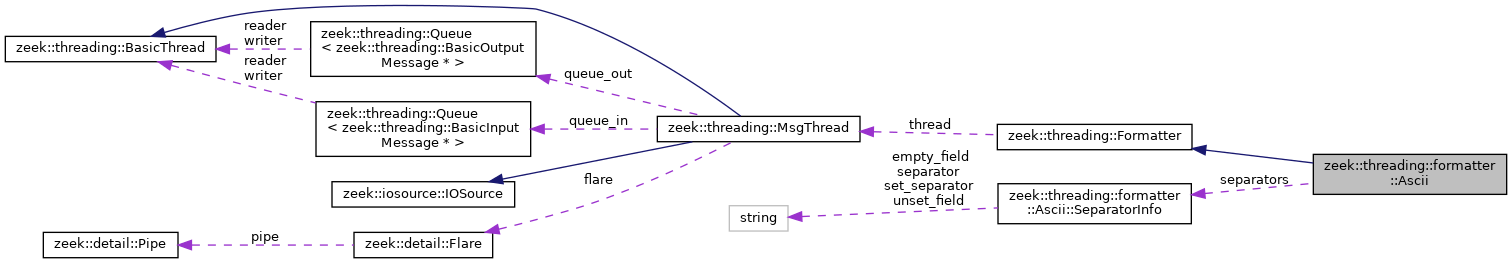 zeek::threading::BasicThread
reader
writer
reader
writer
zeek::threading::Queue
< zeek::threading::BasicOutput
Message * >
zeek::threading::Queue
< zeek::threading::BasicInput
Message * >
queue_out
queue_in
zeek::threading::MsgThread
thread
zeek::threading::Formatter
zeek::threading::formatter
::Ascii
separators
empty_field
separator
set_separator
unset_field
zeek::threading::formatter
::Ascii::SeparatorInfo
string
zeek::iosource::IOSource
flare
zeek::detail::Pipe
pipe
zeek::detail::Flare